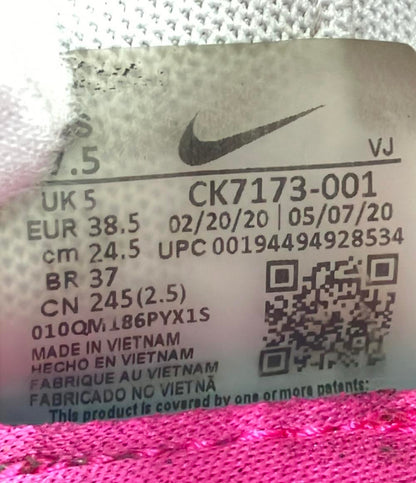 7.5
VJ
UK 5
CK7173-001
EUR 38.5
02/20/20 | 05/07/20
cm 24.5
UPC 00194494928534
BR 37
CN 245(2.5)
MADE IN VIETNAM
HECHO EN VIETNAM
FABRIQUE AU VIETNAM
FABRICADO NO VIETNÃ
This product is covered by one or more patents: